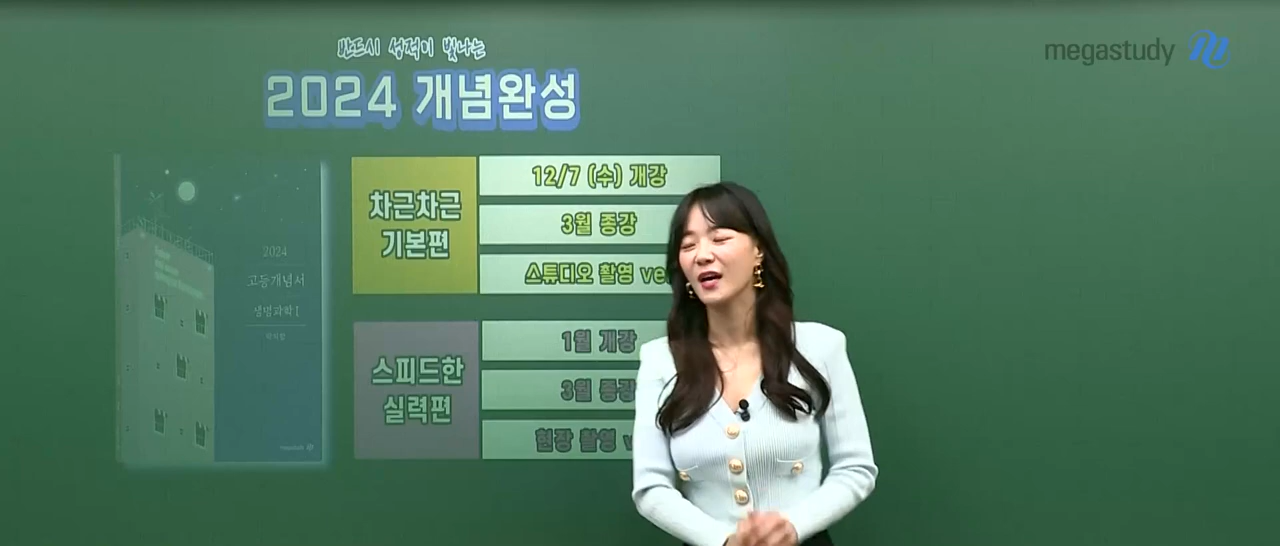 megastudy
반드시 성적이 빛나는
2024 개념완성
차근차근
기본편
12/7 (수) 개강
3월 종강
스튜디오 촬영 ve
스피드한
실력편
1월 개강
3월 종강
현장 촬영
2024
고등개념서
생명과학 I
megastudy